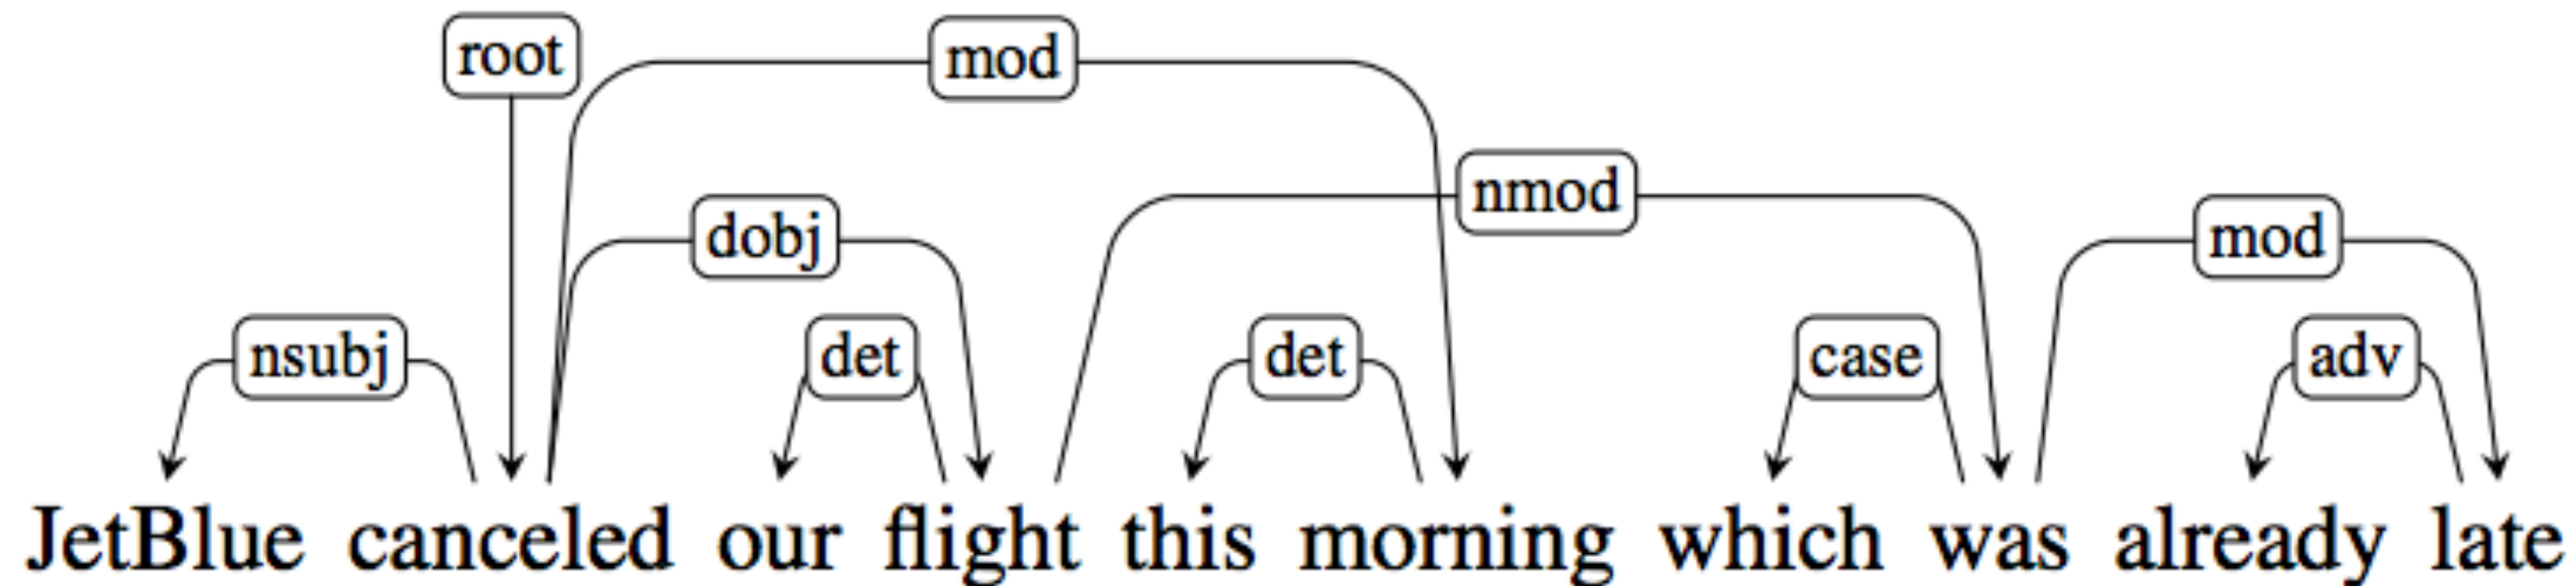 root mod
nmod
dobj mod
nsubj det det case adv
JetBlue canceled our flight this morning which was already late